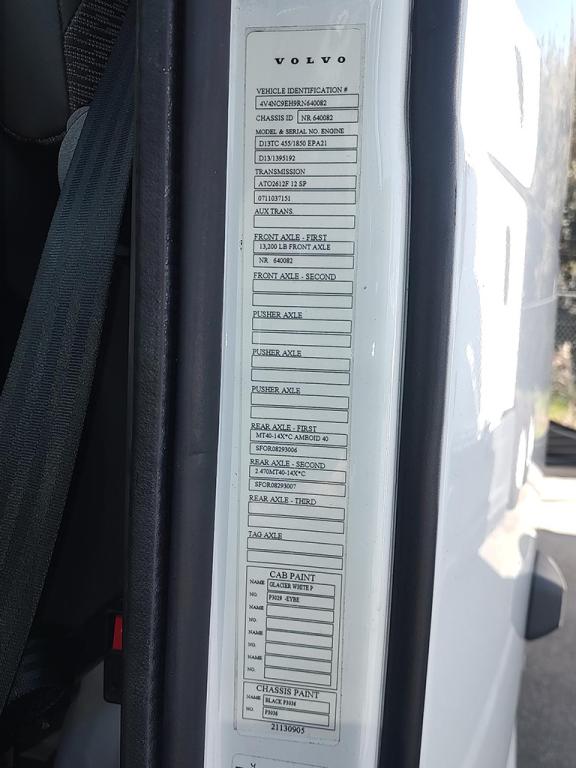 VOLVO
VEHICLE IDENTIFICATION #
4V4NC9EH9RN640082
CHASSIS ID NR 640082
MODEL & SERIAL NO. ENGINE
D13TC 455/1850 EPA21
D13/1395192
TRANSMISSION
ATO2612F 12 SP
0711037151
AUX TRANS.
FRONT AXLE - FIRST
13,200 LB FRONT AXLE
NR 640082
FRONT AXLE - SECOND
PUSHER AXLE
PUSHER AXLE
PUSHER AXLE
REAR AXLE - FIRST
MT40-14X*C AMBOID 40
SFOR08293006
REAR AXLE - SECOND
2.470MT40-14X*C
SFOR08293007
REAR AXLE - THIRD
TAG AXLE
CAB PAINT
NAME GLACIER WHITE P
NO. P3029 -EYBE
NAME
NO.
NAME
NO.
NAME
NO.
CHASSIS PAINT
NAME BLACK P3036
NO. P3036
21130905